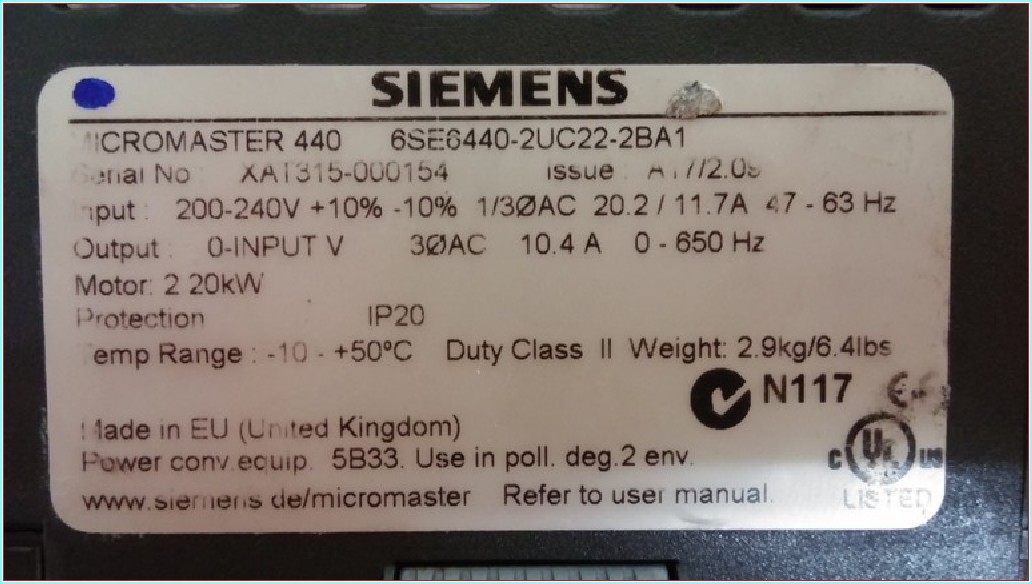 SIEMENS
MICROMASTER 440 6SE6440-2UC22-2BA1
Serial No XAT315-000154 Issue :
Input : 200-240V +10% -10% 1/3ØAC 20.2 / 11.7A 47 - 63 Hz
Output : 0-INPUT V 3ØAC 10.4 A 0 - 650 Hz
Motor: 2 20kW
Protection IP20
Temp Range : -10 - +50°C Duty Class II Weight: 2.9kg/6.4lbs
N117
Made in EU (United Kingdom)
Power conv.equip. 5B33. Use in poll. deg.2 env.
C UL US
www.siemens de/micromaster Refer to user manual.
LISTED